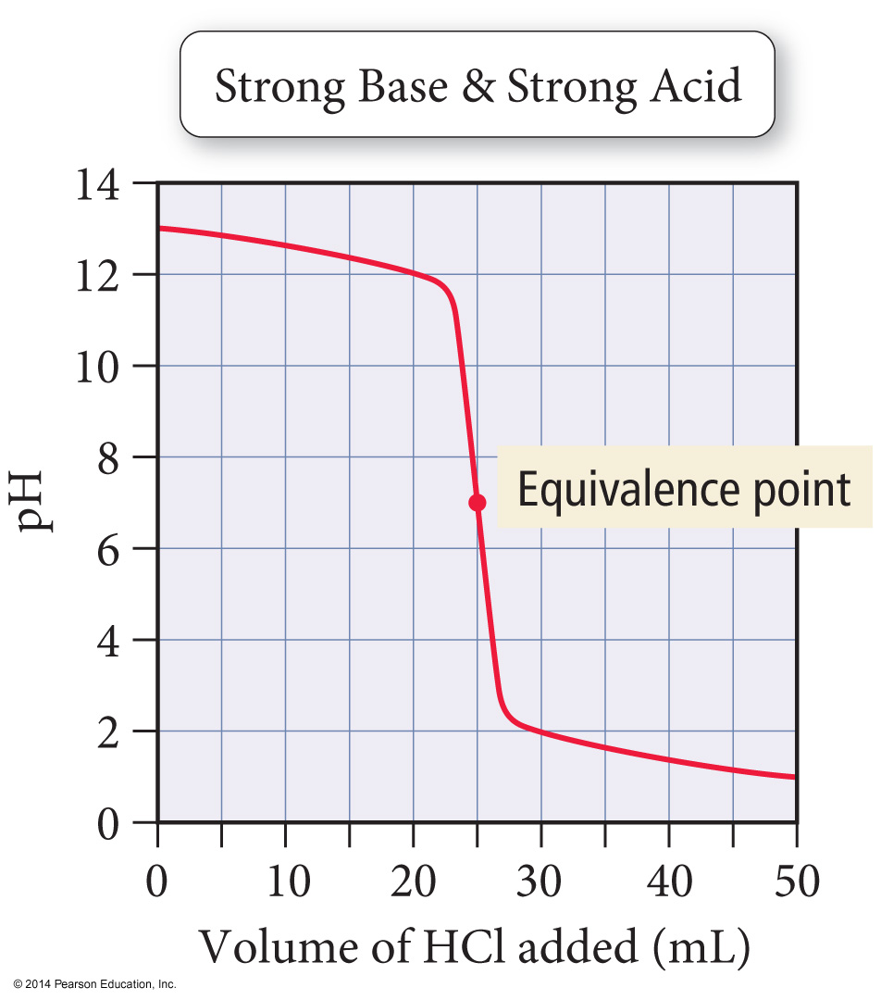 Strong Base & Strong Acid
14
12
10
8
6
4
2
0
pH
Equivalence point
0 10 20 30 40 50
Volume of HCl added (mL)
© 2014 Pearson Education, Inc.